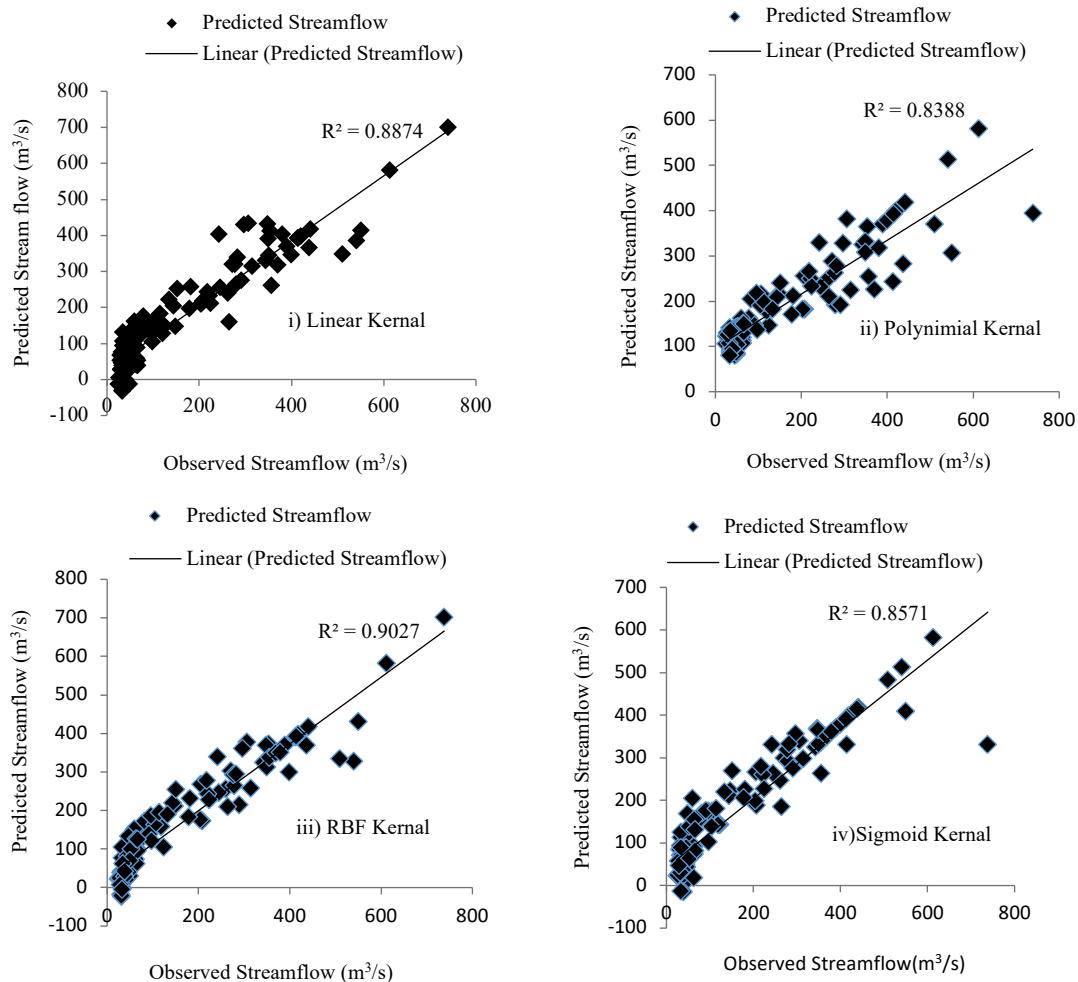 Predicted Streamflow
Linear (Predicted Streamflow)
800
700
600
500
400
300
200
100
0
-100
0
200
400
600
800
R² = 0.8874
i) Linear Kernal
Predicted Stream flow (m³/s)
Observed Streamflow (m³/s)
Predicted Streamflow
Linear (Predicted Streamflow)
700
600
500
400
300
200
100
0
0
200
400
600
800
R² = 0.8388
ii) Polynimial Kernal
Predicted Streamflow (m³/s)
Observed Streamflow (m³/s)
Predicted Streamflow
Linear (Predicted Streamflow)
800
700
600
500
400
300
200
100
0
-100
0
200
400
600
800
R² = 0.9027
iii) RBF Kernal
Predicted Streamflow (m³/s)
Observed Streamflow (m³/s)
Predicted Streamflow
Linear (Predicted Streamflow)
700
600
500
400
300
200
100
0
-100
0
200
400
600
800
R² = 0.8571
iv)Sigmoid Kernal
Predicted Streamflow (m³/s)
Observed Streamflow(m³/s)